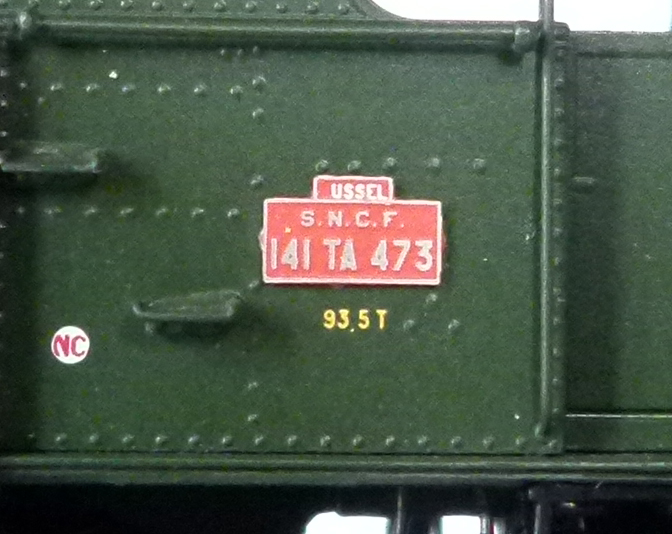 USSEL
S.N.C.F.
141 TA 473
93.5 T
NC